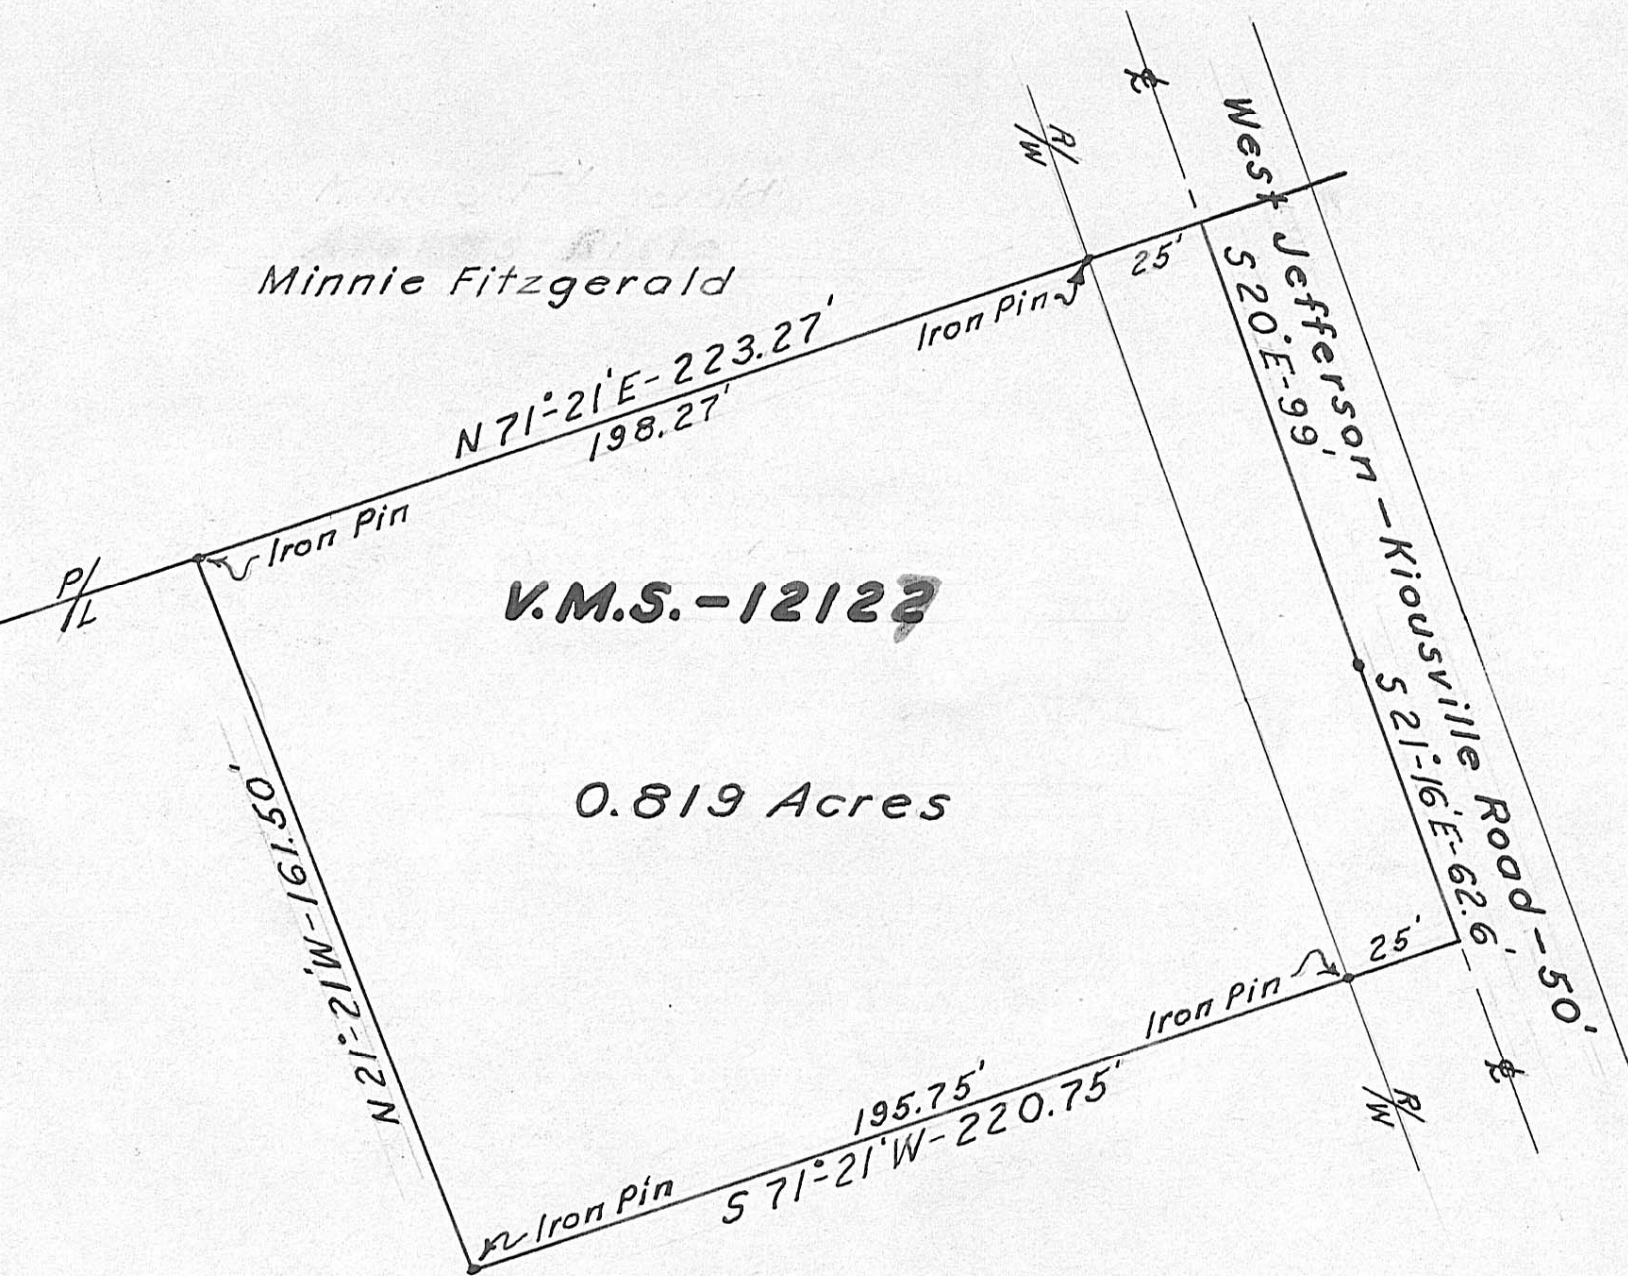 ℄
R/W
West Jefferson - Kiousville Road - 50'
25'
S 20° E - 99'
Minnie Fitzgerald
Iron Pin
N 71°-21' E - 223.27'
198.27'
Iron Pin
P/L
V.M.S. - 1212
S 21°-16' E - 62.6'
0.819 Acres
N 21°-21' W - 161.50'
25'
Iron Pin
195.75'
S 71°-21' W - 220.75'
Iron Pin
℄
R/W